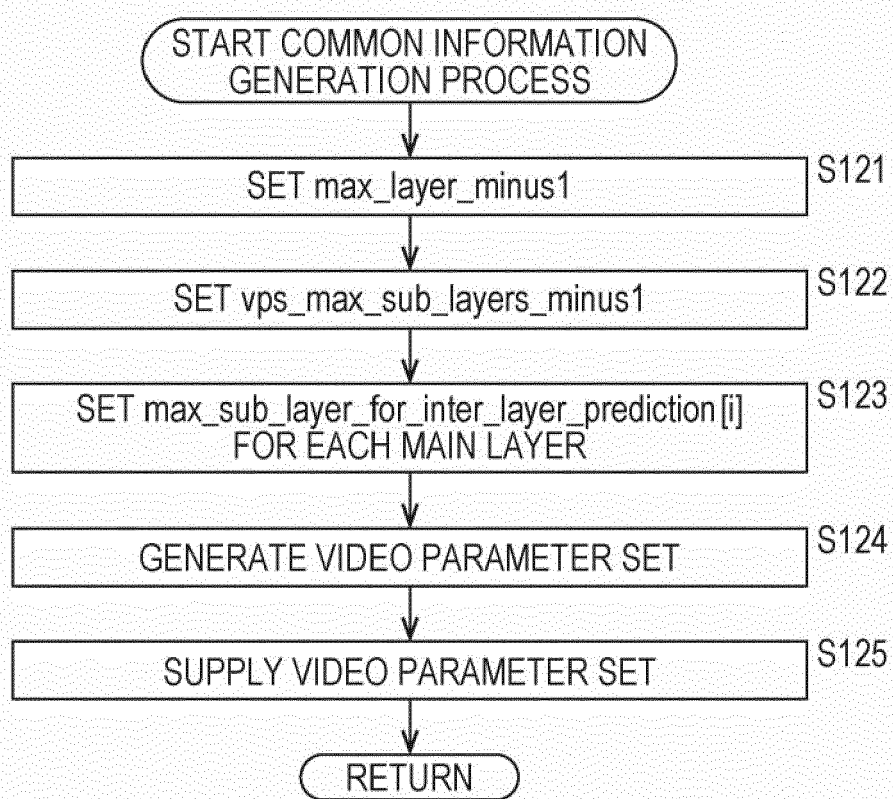 START COMMON INFORMATION
GENERATION PROCESS
SET max_layer_minus1
S121
SET vps_max_sub_layers_minus1
S122
SET max_sub_layer_for_inter_layer_prediction[i]
FOR EACH MAIN LAYER
S123
GENERATE VIDEO PARAMETER SET
S124
SUPPLY VIDEO PARAMETER SET
S125
RETURN